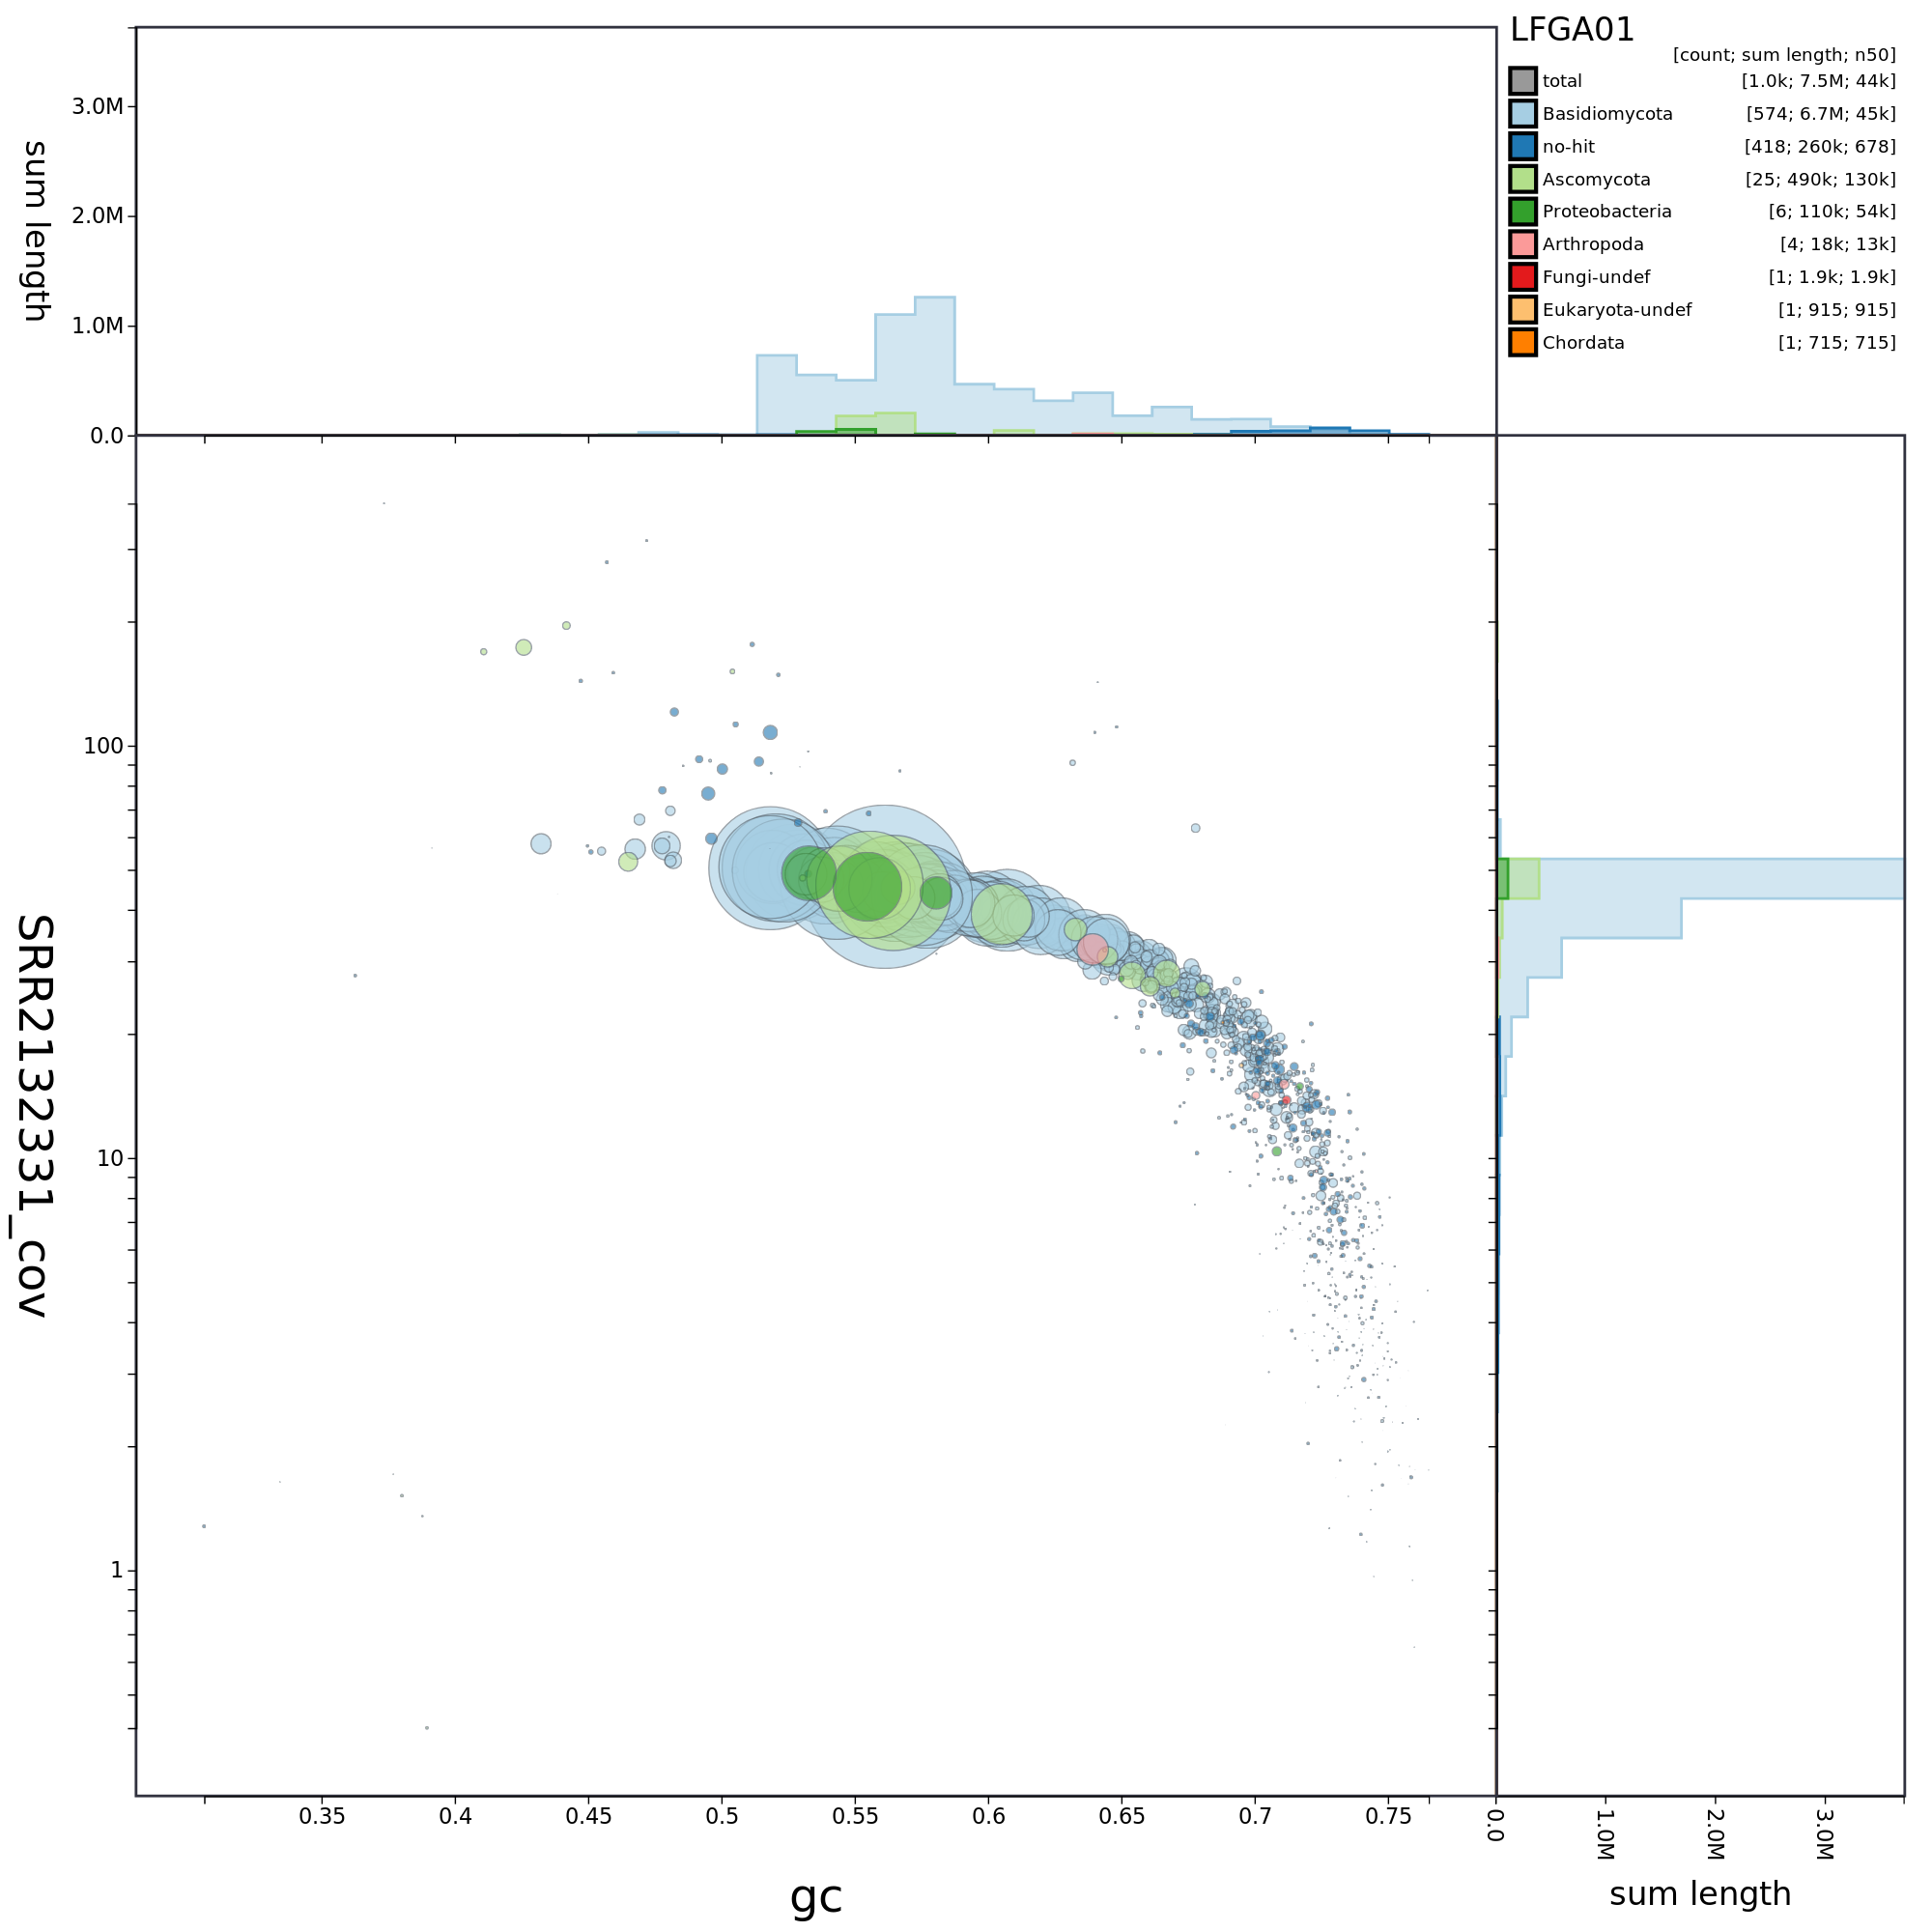 LFGA01
[count; sum length; n50]
total [1.0k; 7.5M; 44k]
Basidiomycota [574; 6.7M; 45k]
no-hit [418; 260k; 678]
Ascomycota [25; 490k; 130k]
Proteobacteria [6; 110k; 54k]
Arthropoda [4; 18k; 13k]
Fungi-undef [1; 1.9k; 1.9k]
Eukaryota-undef [1; 915; 915]
Chordata [1; 715; 715]
sum length
3.0M
2.0M
1.0M
0.0
SRR2132331_cov
100
10
1
0.35 0.4 0.45 0.5 0.55 0.6 0.65 0.7 0.75
gc
0.0 1.0M 2.0M 3.0M
sum length